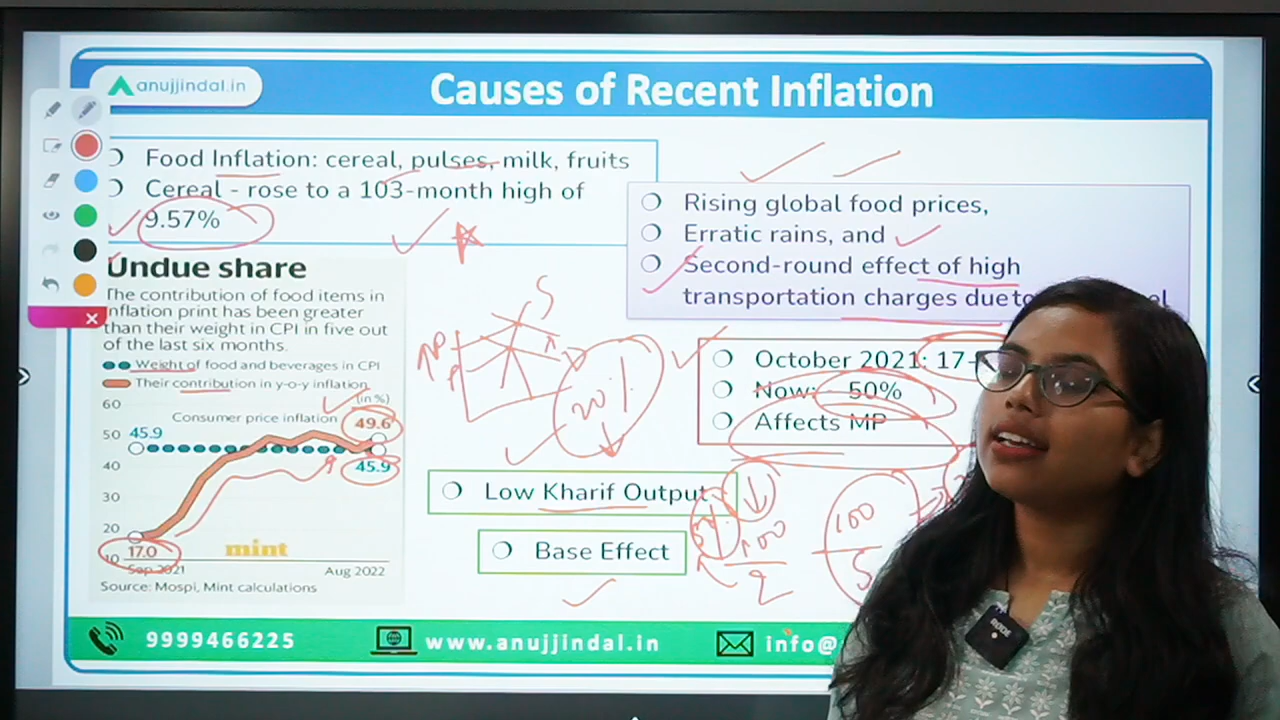 anujjindal.in
Causes of Recent Inflation
Food Inflation: cereal, pulses, milk, fruits
Cereal - rose to a 103-month high of
9.57%
Rising global food prices,
Erratic rains, and
Second-round effect of high
transportation charges due to
Undue share
The contribution of food items in
inflation print has been greater
than their weight in CPI in five out
of the last six months.
Weight of food and beverages in CPI
Their contribution in y-o-y inflation
(in %)
60
Consumer price inflation
49.6
50
45.9
40
45.9
30
20
17.0
10
mint
Sep 2021
Aug 2022
Source: Mospi, Mint calculations
S
P
P
20%
October 2021: 17-
Now: 50%
Affects MP
Low Kharif Output
Base Effect
100
2
100
5
9999466225
www.anujjindal.in
info@
RODE